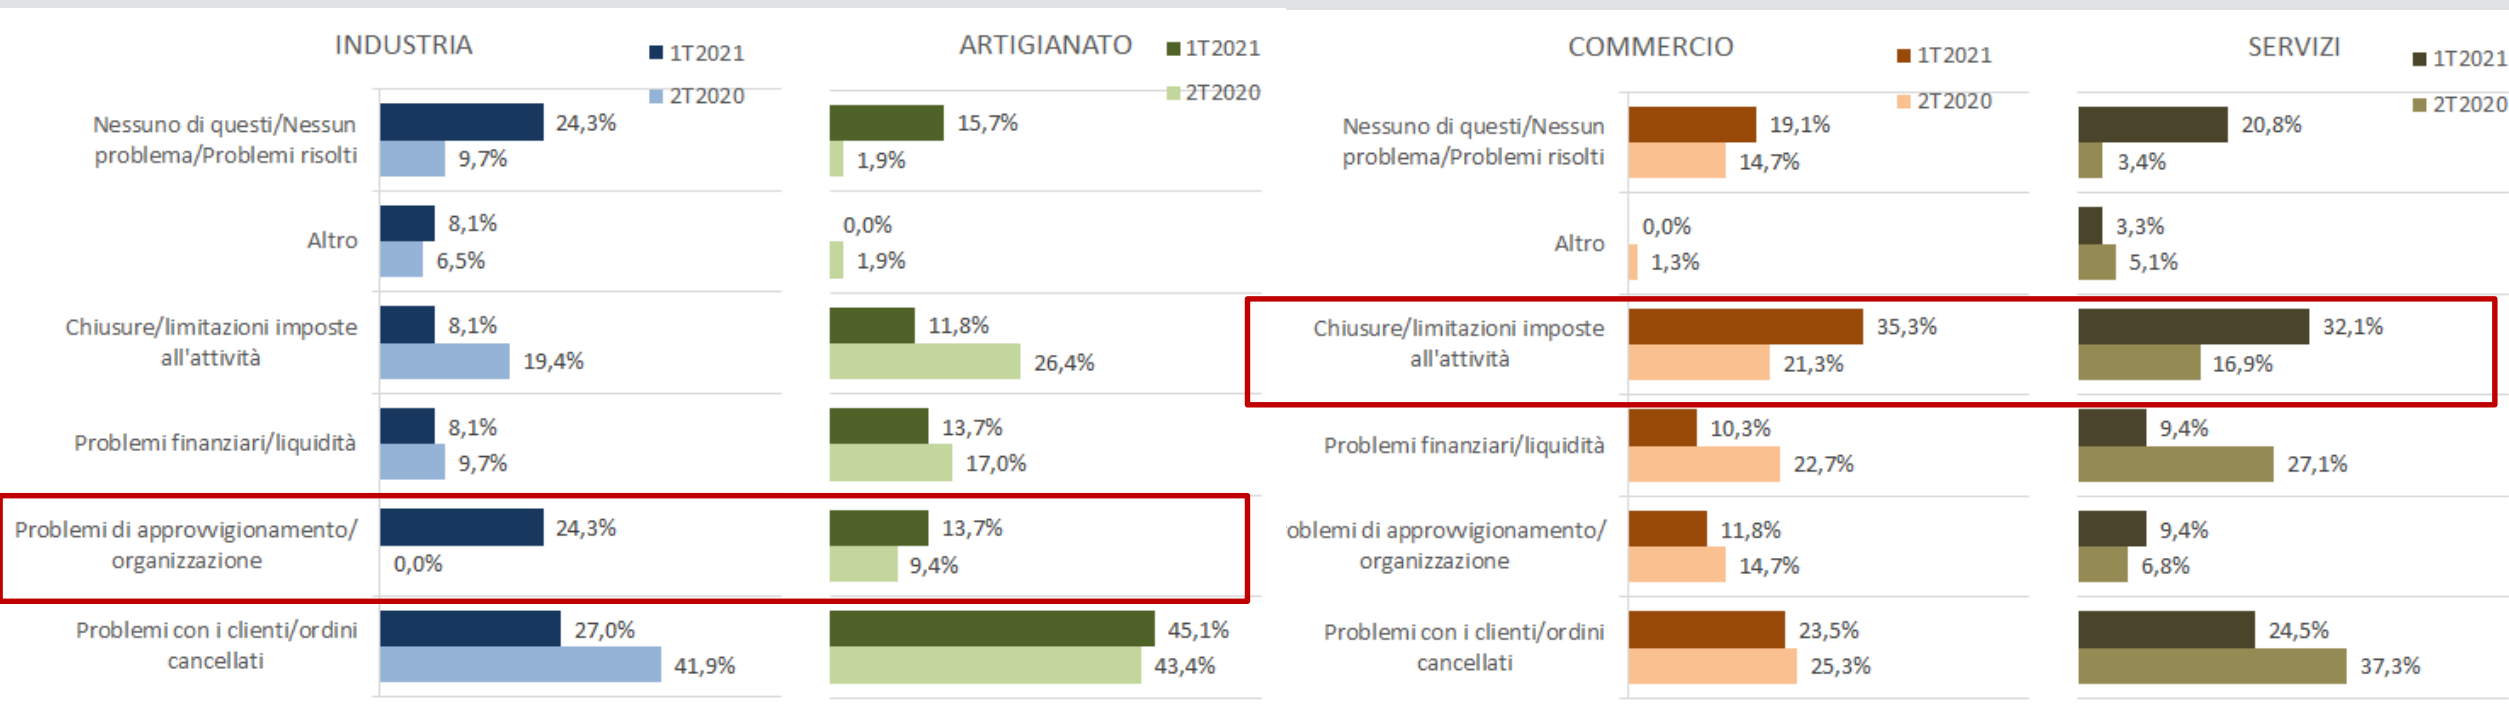 INDUSTRIA
1T2021
2T2020
Nessuno di questi/Nessun
problema/Problemi risolti
24,3%
9,7%
Altro
8,1%
6,5%
Chiusure/limitazioni imposte
all'attività
8,1%
19,4%
Problemi finanziari/liquidità
8,1%
9,7%
Problemi di approvvigionamento/
organizzazione
24,3%
0,0%
Problemi con i clienti/ordini
cancellati
27,0%
41,9%
ARTIGIANATO
1T2021
2T2020
15,7%
1,9%
0,0%
1,9%
11,8%
26,4%
13,7%
17,0%
13,7%
9,4%
45,1%
43,4%
COMMERCIO
1T2021
2T2020
Nessuno di questi/Nessun
problema/Problemi risolti
19,1%
14,7%
Altro
0,0%
1,3%
Chiusure/limitazioni imposte
all'attività
35,3%
21,3%
Problemi finanziari/liquidità
10,3%
22,7%
oblemi di approvvigionamento/
organizzazione
11,8%
14,7%
Problemi con i clienti/ordini
cancellati
23,5%
25,3%
SERVIZI
1T2021
2T2020
20,8%
3,4%
3,3%
5,1%
32,1%
16,9%
9,4%
27,1%
9,4%
6,8%
24,5%
37,3%